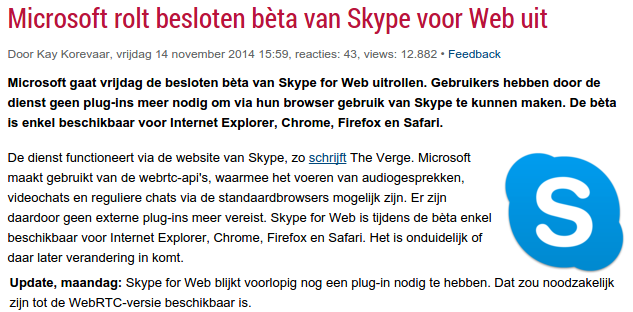 Microsoft rolt besloten bèta van Skype voor Web uit
Door Kay Korevaar, vrijdag 14 november 2014 15:59, reacties: 43, views: 12.882 • Feedback
Microsoft gaat vrijdag de besloten bèta van Skype for Web uitrollen. Gebruikers hebben door de
dienst geen plug-ins meer nodig om via hun browser gebruik van Skype te kunnen maken. De bèta
is enkel beschikbaar voor Internet Explorer, Chrome, Firefox en Safari.
De dienst functioneert via de website van Skype, zo schrijft The Verge. Microsoft
maakt gebruikt van de webrtc-api's, waarmee het voeren van audiogesprekken,
videochats en reguliere chats via de standaardbrowsers mogelijk zijn. Er zijn
daardoor geen externe plug-ins meer vereist. Skype for Web is tijdens de bèta enkel
beschikbaar voor Internet Explorer, Chrome, Firefox en Safari. Het is onduidelijk of
daar later verandering in komt.
S
Update, maandag: Skype for Web blijkt voorlopig nog een plug-in nodig te hebben. Dat zou noodzakelijk
zijn tot de WebRTC-versie beschikbaar is.